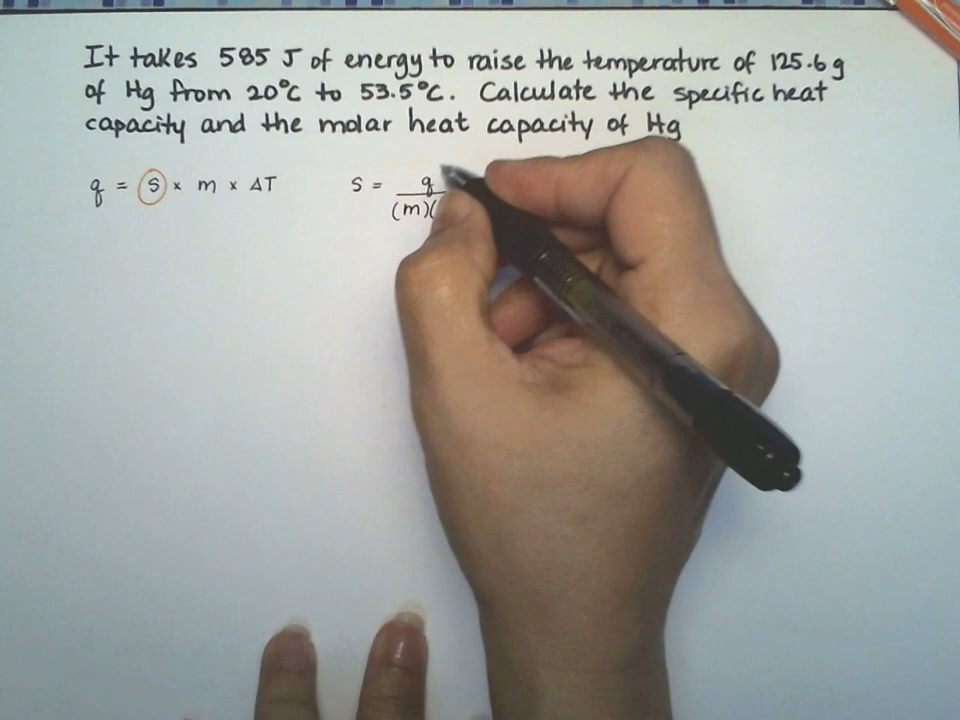 It takes 585 J of energy to raise the temperature of 125.6 g
of Hg from 20°C to 53.5°C. Calculate the specific heat
capacity and the molar heat capacity of Hg
q = s × m × ΔT
s = q
(m)(